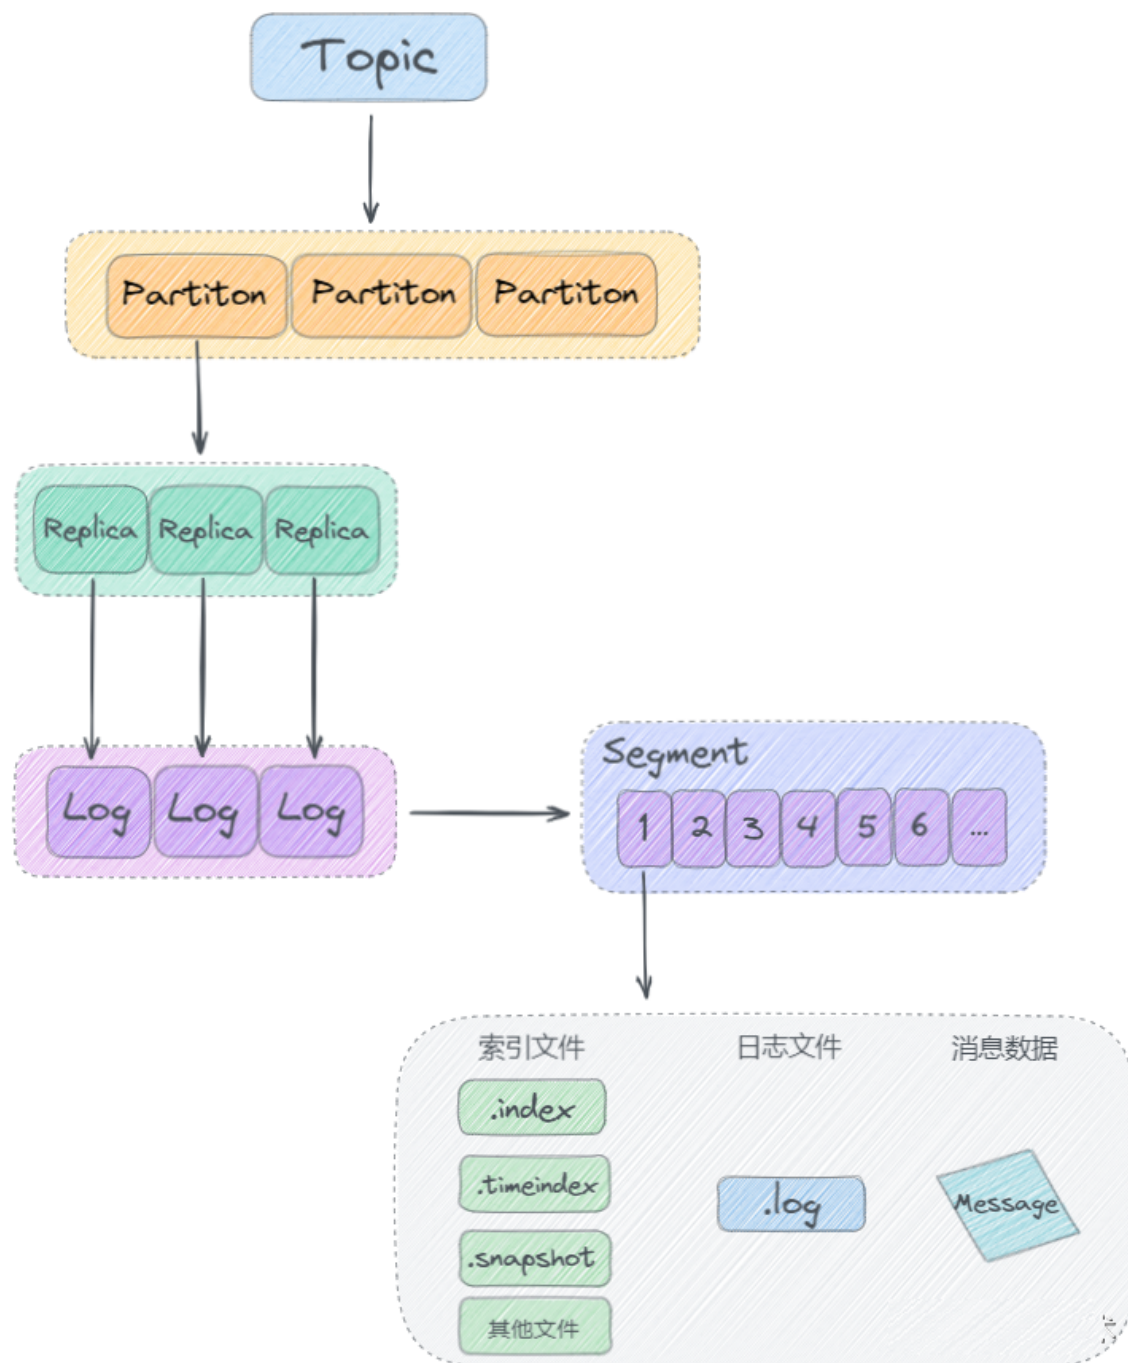 Topic
Partiton Partiton Partiton
Replica Replica Replica
Segment
Log Log Log
1 2 3 4 5 6 ...
索引文件 日志文件 消息数据
.index
.timeindex
.log
Message
.snapshot
其他文件